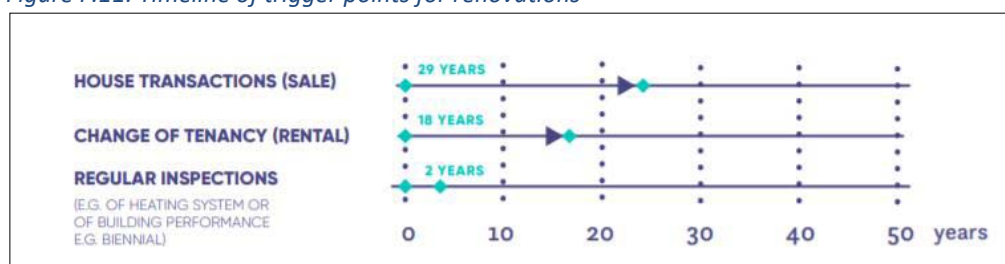 Figure A.11: Timeline of trigger points for renovations
HOUSE TRANSACTIONS (SALE)
29 YEARS
CHANGE OF TENANCY (RENTAL)
18 YEARS
REGULAR INSPECTIONS
2 YEARS
(E.G. OF HEATING SYSTEM OR
OF BUILDING PERFORMANCE
E.G. BIENNIAL)
0 10 20 30 40 50 years